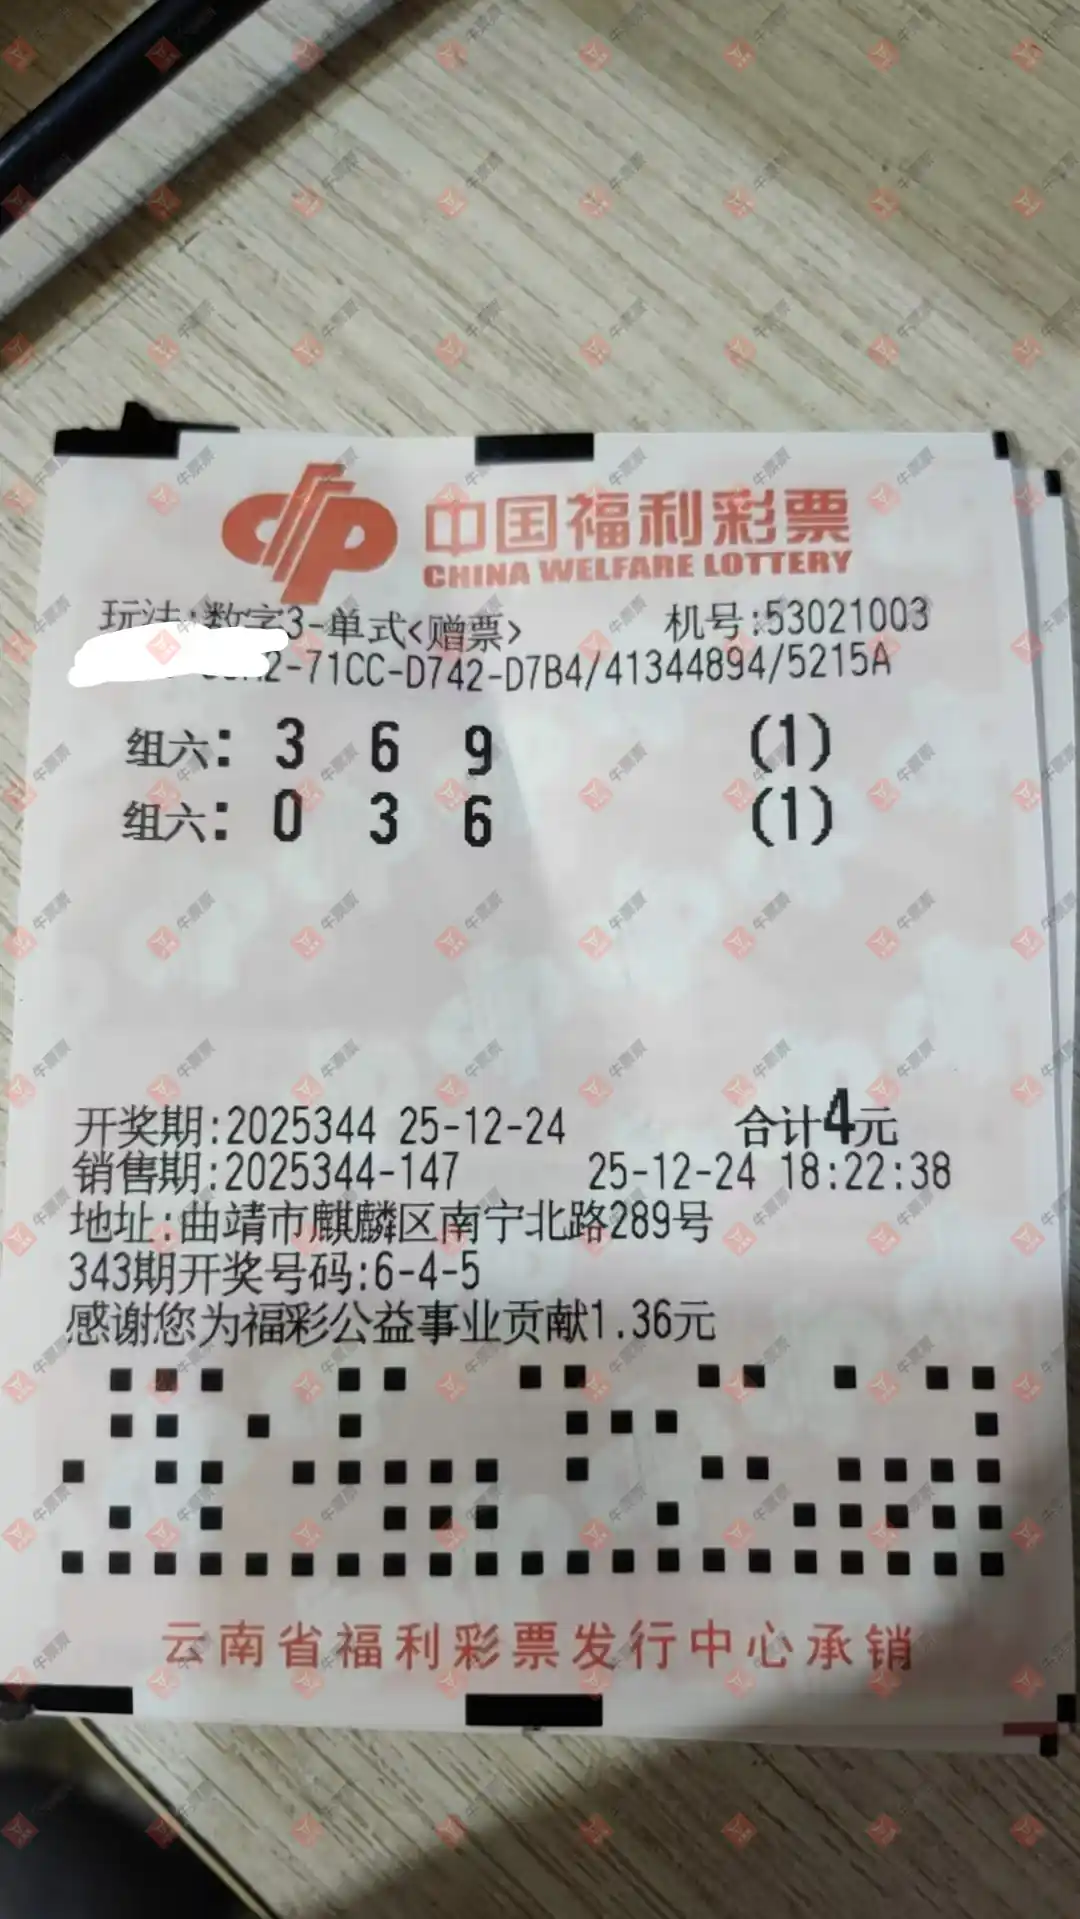 中国福利彩票
CHINA WELFARE LOTTERY
玩法:数字3-单式<赠票> 机号:53021003
2-71CC-D742-D7B4/41344894/5215A
组六: 3 6 9 (1)
组六: 0 3 6 (1)
开奖期:2025344 25-12-24 合计4元
销售期:2025344-147 25-12-24 18:22:38
地址:曲靖市麒麟区南宁北路289号
343期开奖号码:6-4-5
感谢您为福彩公益事业贡献1.36元
云南省福利彩票发行中心承销
牛票票